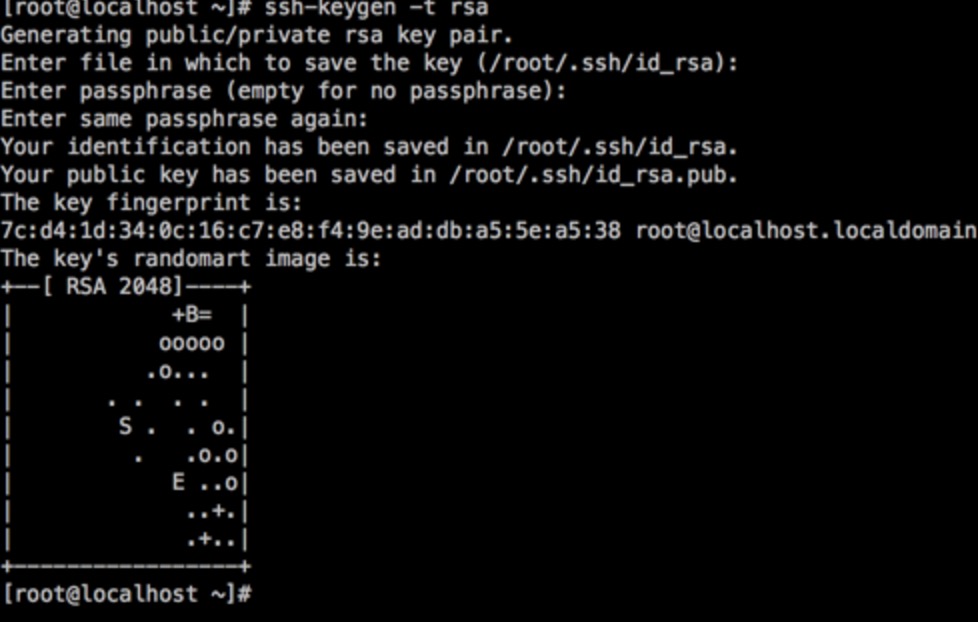 [root@localhost ~]# ssh-keygen -t rsa
Generating public/private rsa key pair.
Enter file in which to save the key (/root/.ssh/id_rsa):
Enter passphrase (empty for no passphrase):
Enter same passphrase again:
Your identification has been saved in /root/.ssh/id_rsa.
Your public key has been saved in /root/.ssh/id_rsa.pub.
The key fingerprint is:
7c:d4:1d:34:0c:16:c7:e8:f4:9e:ad:db:a5:5e:a5:38 root@localhost.localdomain
The key's randomart image is:
+--[ RSA 2048]----+
|            +B=  |
|           ooooo |
|          .o...  |
|       . .  . .  |
|        S .  . o.|
|         .   .o.o|
|            E ..o|
|             ..+.|
|             .+..|
+-----------------+
[root@localhost ~]#